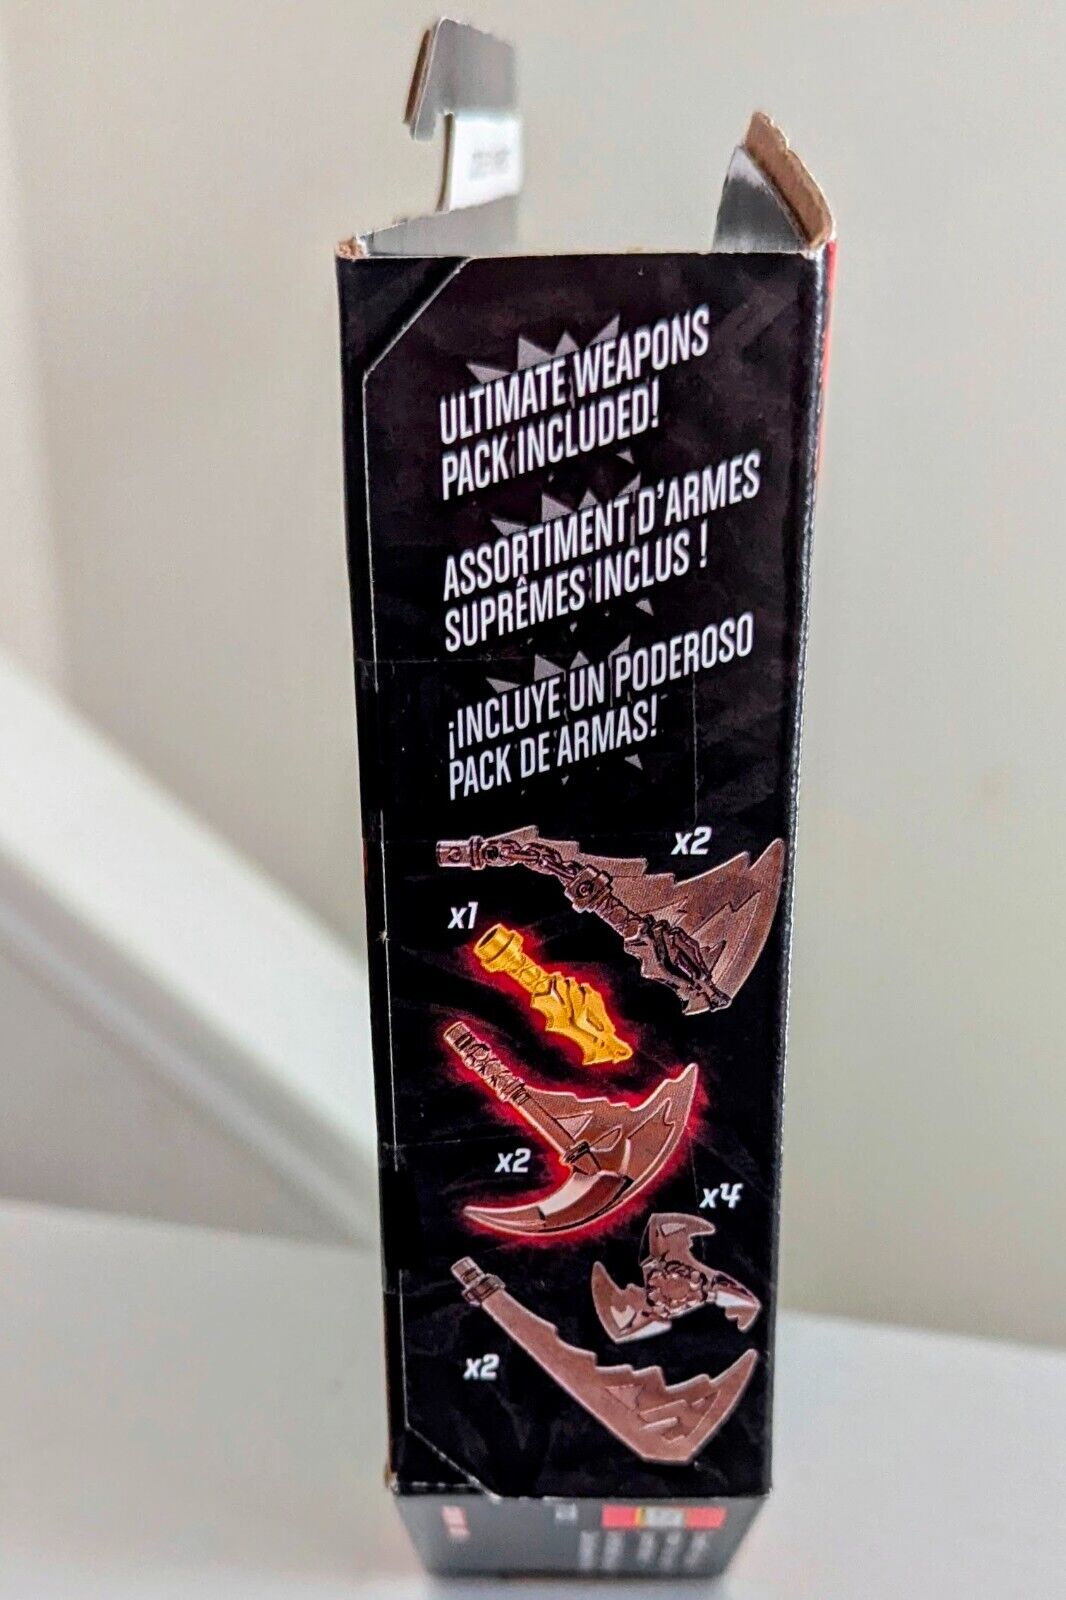 ULTIMATE WEAPONS
PACK INCLUDED!
ASSORTIMENT D'ARMES
SUPRÊMES INCLUS !
¡INCLUYE UN PODEROSO
PACK DE ARMAS!
x2
x1
x2
x4
x2